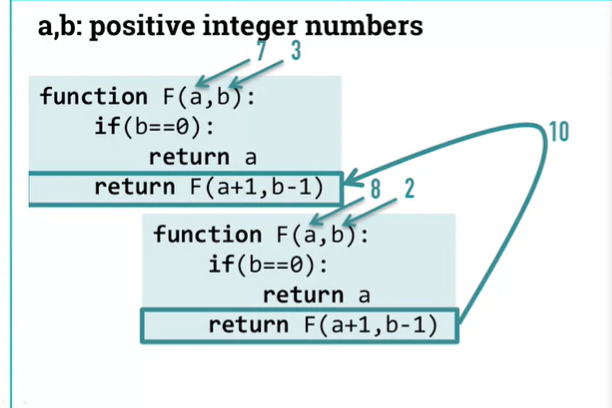 a,b: positive integer numbers
7 3
function F(a,b):
if(b==0):
return a
return F(a+1,b-1)
10
8 2
function F(a,b):
if(b==0):
return a
return F(a+1,b-1)